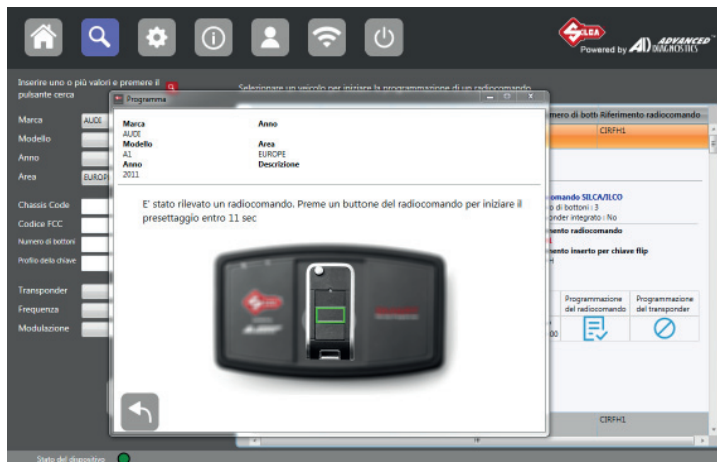 SILCA
Powered by AD ADVANCED DIAGNOSTICS
Inserire uno o più valori e premere il
pulsante cerca
Selezionare un veicolo per iniziare la programmazione di un radiocomando
Marca
AUDI
Modello
Anno
Area
EUROP
Chassis Code
Codice FCC
Numero di bottoni
Profilo della chiave
Transponder
Frequenza
Modulazione
Programma
Marca
AUDI
Modello
A1
Anno
2011
Anno
Area
EUROPE
Descrizione
E' stato rilevato un radiocomando. Preme un buttone del radiocomando per iniziare il
presettaggio entro 11 sec
SILCA
mero di botti Riferimento radiocomando
CIRFH1
omando SILCA/ILCO
o di bottoni : 3
onder integrato : No
mento radiocomando
mento inserto per chiave flip
Programmazione
del radiocomando
Programmazione
del transponder
00
CIRFH1
Stato del dispositivo